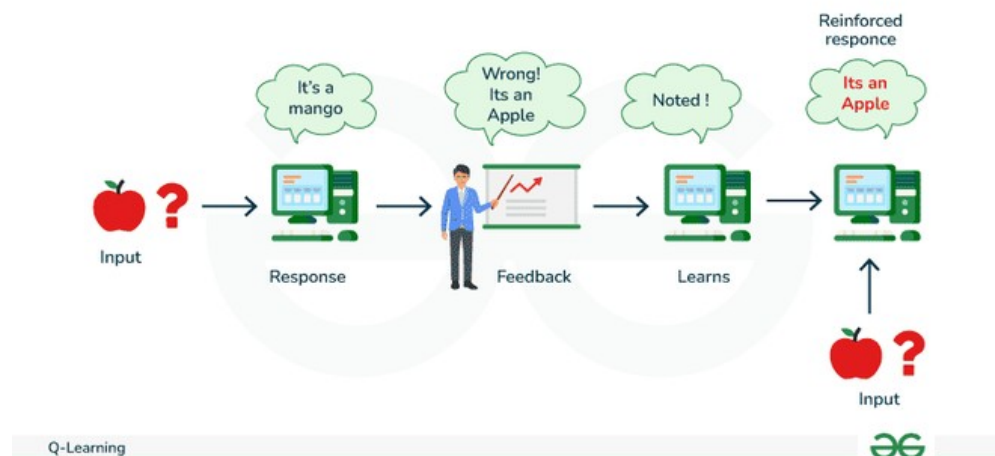 Reinforced
responce
It's a
mango
Wrong!
Its an
Apple
Noted !
Its an
Apple
Input
Response
Feedback
Learns
Input
Q-Learning